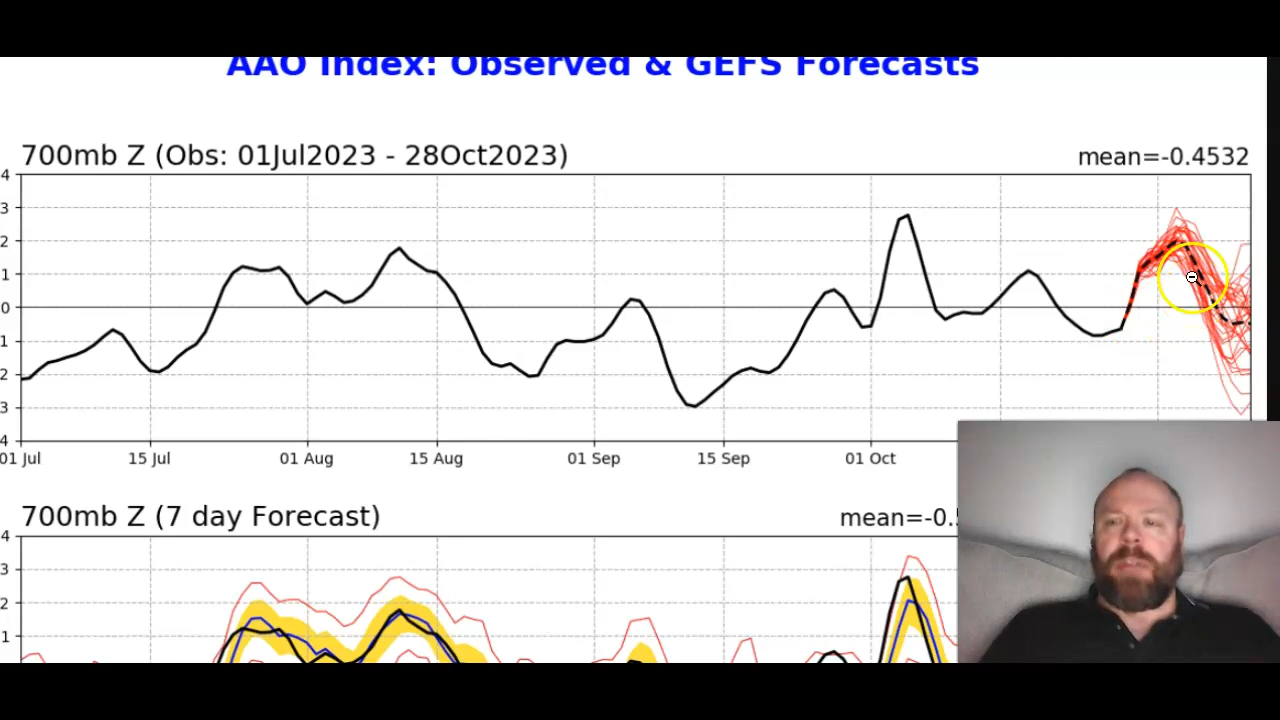 AAO Index: Observed & GEFS Forecasts
700mb Z (Obs: 01Jul2023 - 28Oct2023)
mean=-0.4532
4
3
2
1
0
1
2
3
4
01 Jul
15 Jul
01 Aug
15 Aug
01 Sep
15 Sep
01 Oct
700mb Z (7 day Forecast)
mean=-0.
4
3
2
1